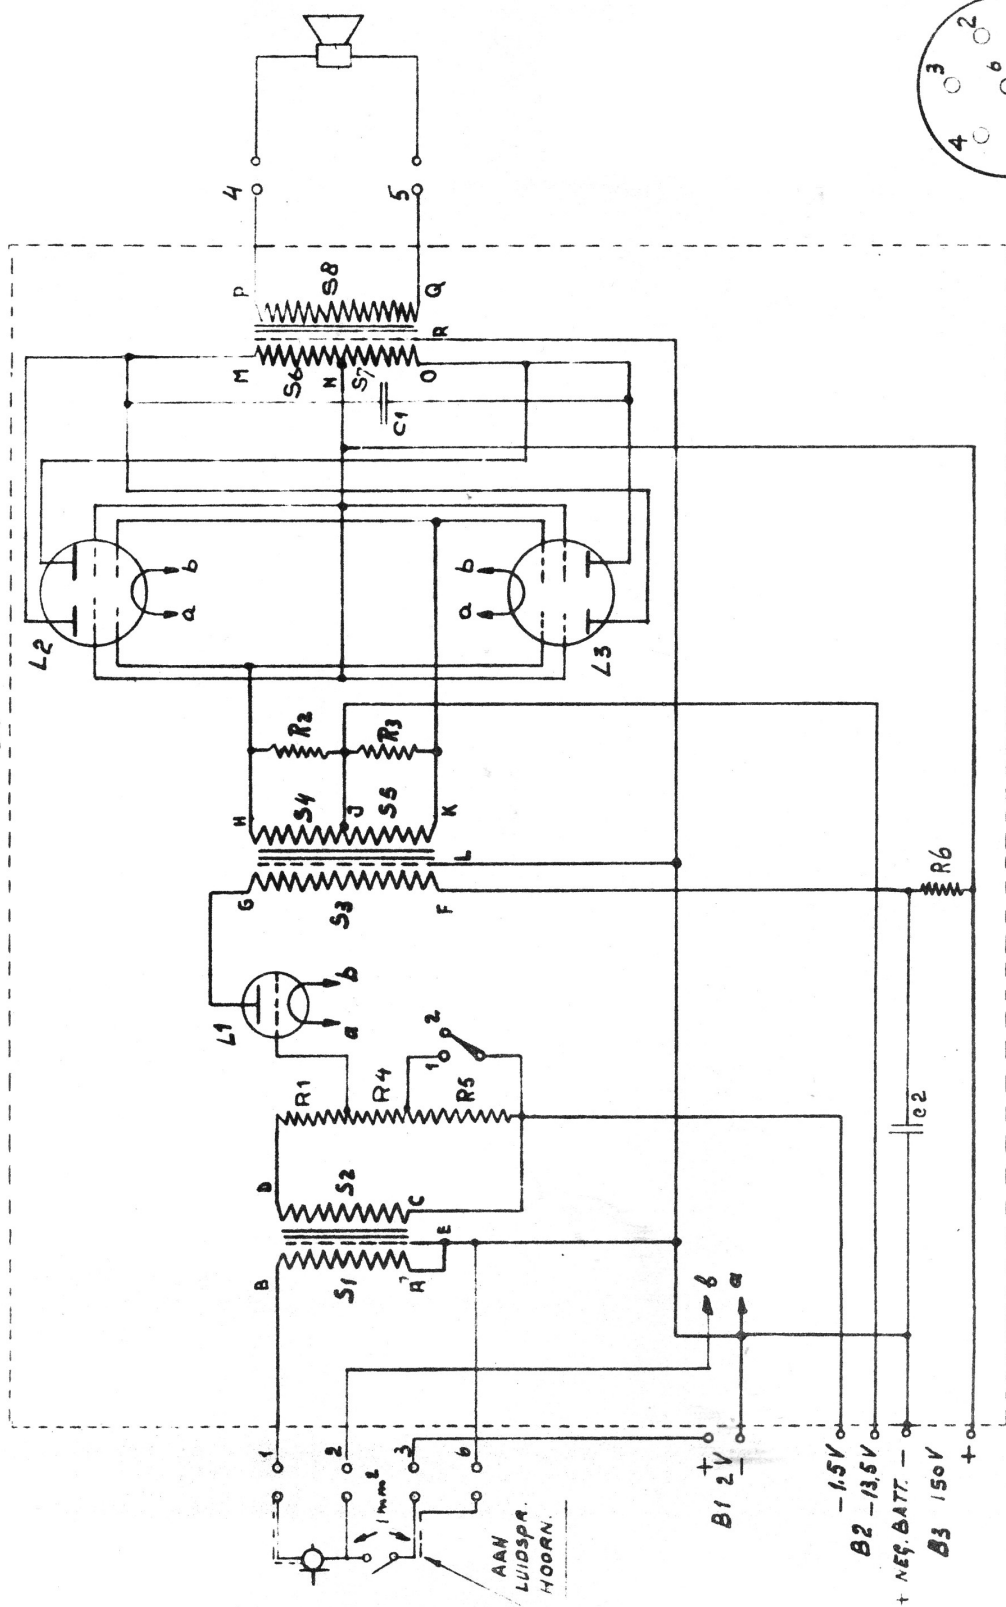 4
5
P
S8
Q
R
M
S6
N
S7
O
C1
L2
a
b
L3
a
b
R2
R3
H
S4
J
S5
K
L
G
S3
F
R6
L1
a
b
R1
R4
R5
1
2
D
S2
C
E
B
S1
A
C2
b
a
1
2
3
6
1mm²
AAN
LUIDSPR.
HOORN.
B1 2V
+
-
-1.5V
B2 -13,5V
+ NEG. BATT. -
B3 150V
+
2
3
4
6